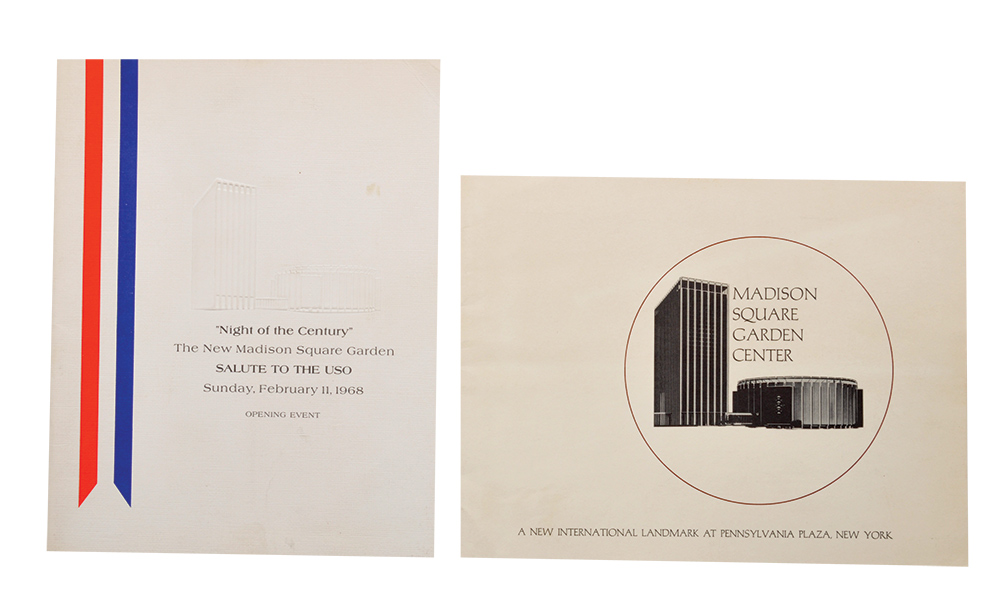 "Night of the Century"
The New Madison Square Garden
SALUTE TO THE USO
Sunday, February 11, 1968
OPENING EVENT
MADISON
SQUARE
GARDEN
CENTER
A NEW INTERNATIONAL LANDMARK AT PENNSYLVANIA PLAZA, NEW YORK